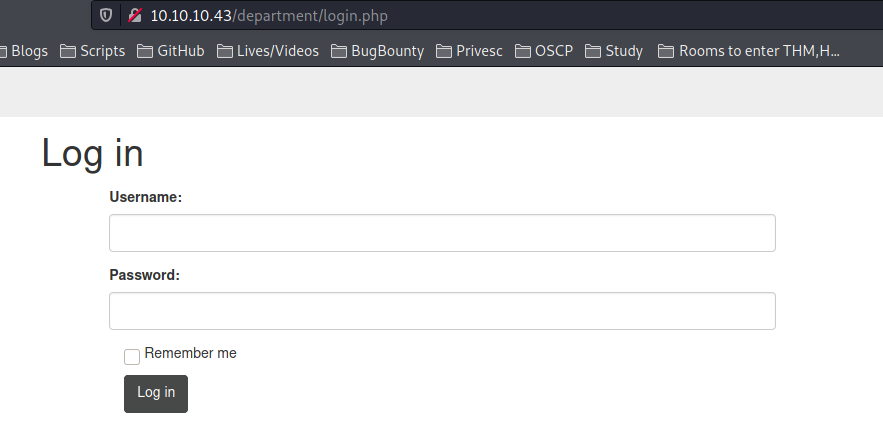 10.10.10.43/department/login.php
Blogs Scripts GitHub Lives/Videos BugBounty Privesc OSCP Study Rooms to enter THM,H...
Log in
Username:
Password:
Remember me
Log in